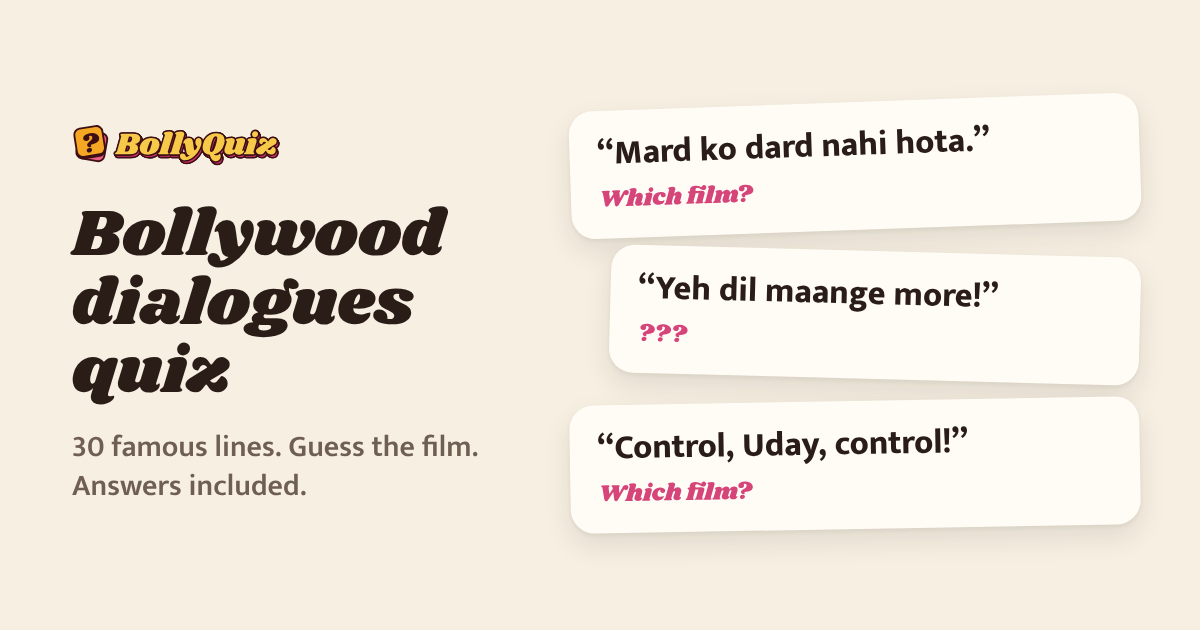 ?
BollyQuiz
Bollywood
dialogues
quiz
30 famous lines. Guess the film.
Answers included.
“Mard ko dard nahi hota.”
Which film?
“Yeh dil maange more!”
???
“Control, Uday, control!”
Which film?